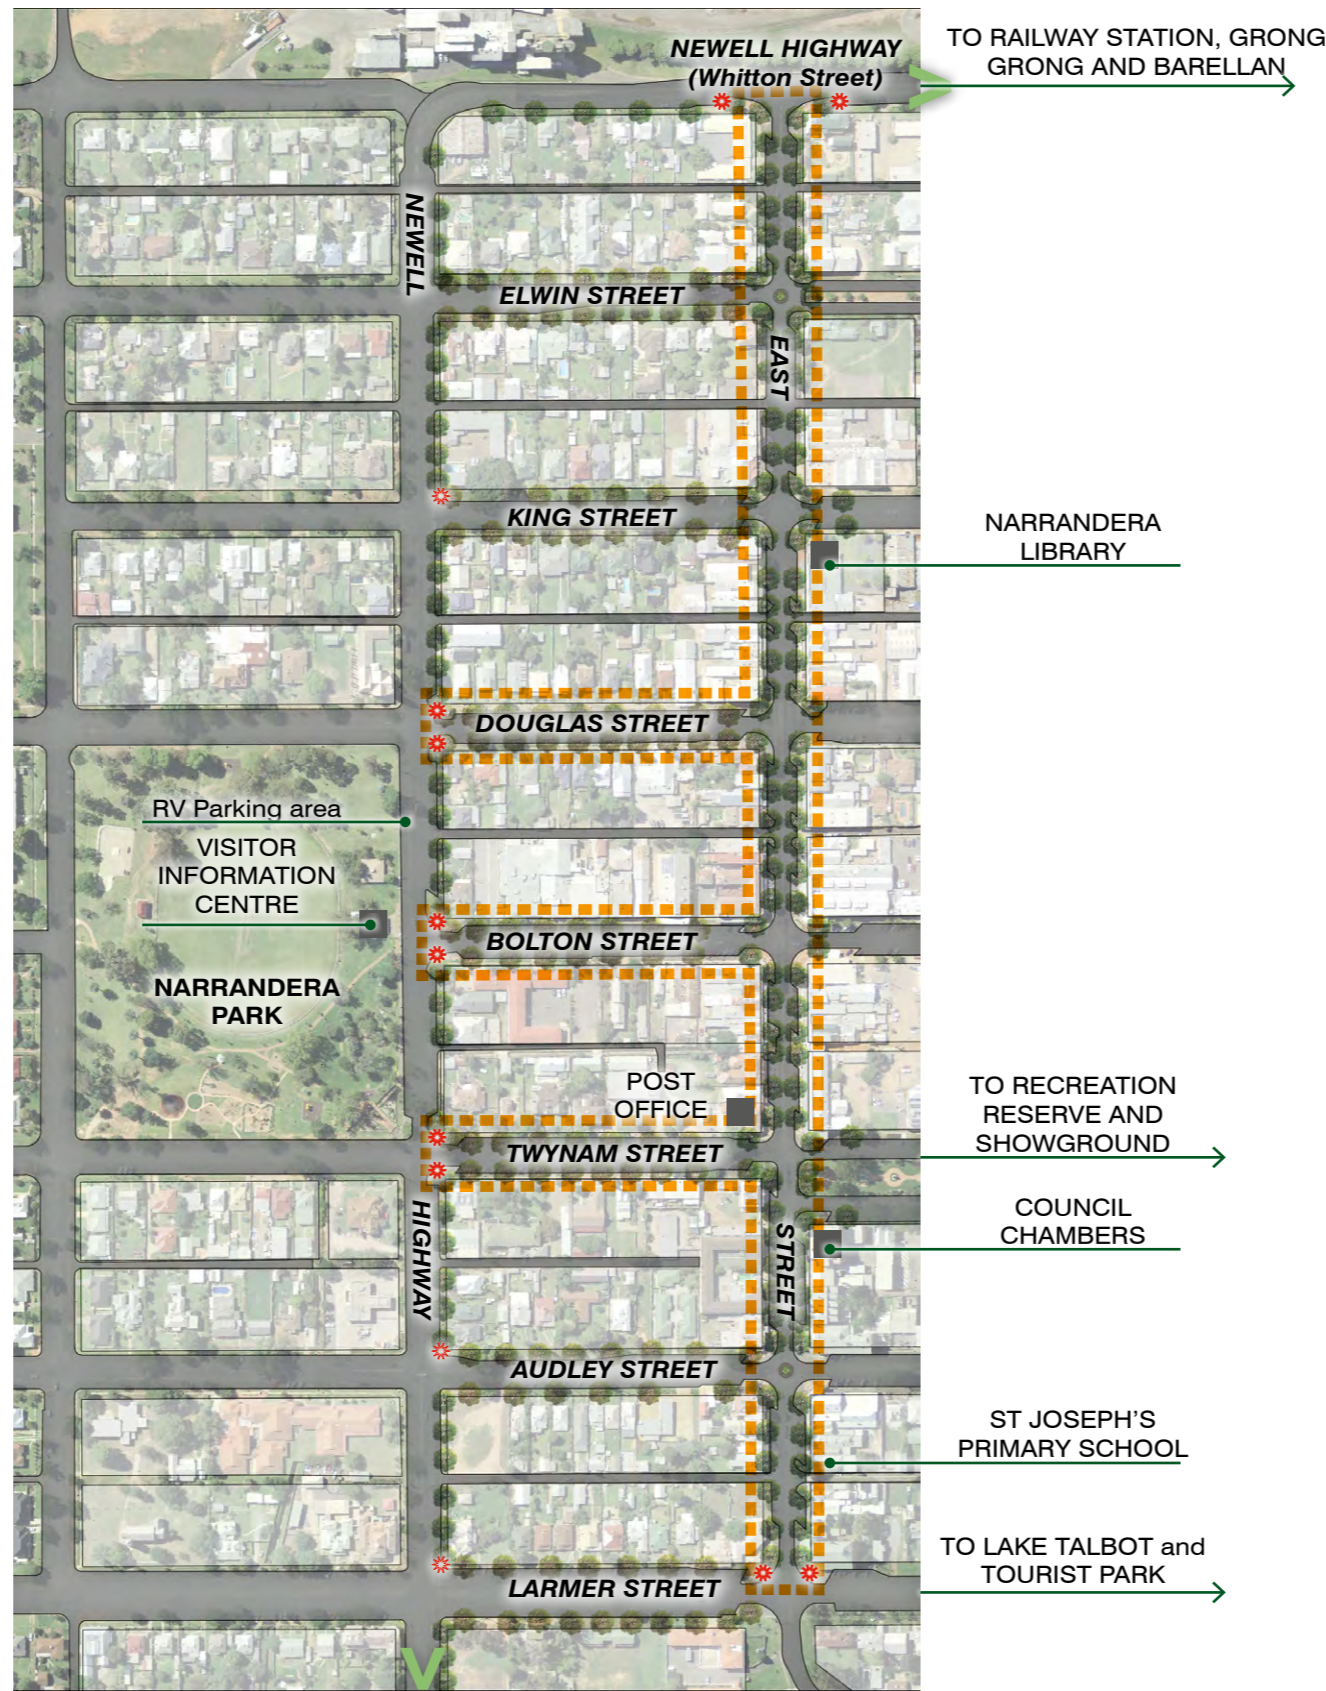 NEWELL HIGHWAY
(Whitton Street)
TO RAILWAY STATION, GRONG
GRONG AND BARELLAN
NEWELL
ELWIN STREET
EAST
KING STREET
NARRANDERA
LIBRARY
DOUGLAS STREET
RV Parking area
VISITOR
INFORMATION
CENTRE
BOLTON STREET
NARRANDERA
PARK
POST
OFFICE
TO RECREATION
RESERVE AND
SHOWGROUND
TWYNAM STREET
HIGHWAY
STREET
COUNCIL
CHAMBERS
AUDLEY STREET
ST JOSEPH'S
PRIMARY SCHOOL
TO LAKE TALBOT and
TOURIST PARK
LARMER STREET